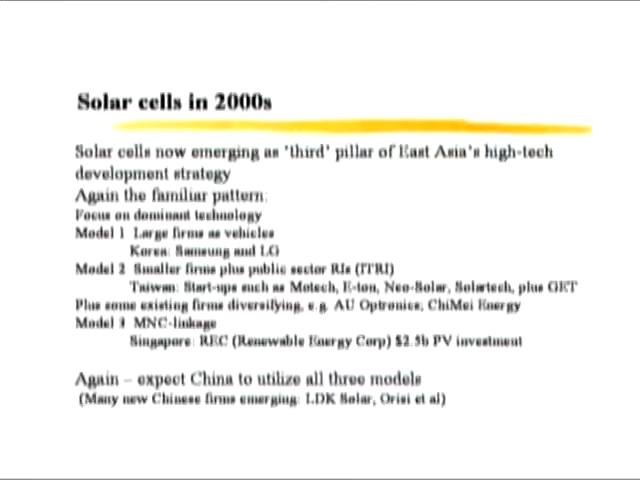 Solar cells in 2000s
Solar cells now emerging as 'third' pillar of East Asia's high-tech
development strategy
Again the familiar pattern:
Focus on dominant technology
Model 1 Large firms as vehicles
Korea: Samsung and LG
Model 2 Smaller firms plus public sector RIs (ITRI)
Taiwan: Start-ups such as Motech, E-ton, Neo-Solar, Solartech, plus GET
Plus some existing firms diversifying, e.g. AU Optronics; ChiMei Energy
Model 3 MNC-linkage
Singapore: REC (Renewable Energy Corp) $2.5b PV investment
Again – expect China to utilize all three models
(Many new Chinese firms emerging: LDK Solar, et al)